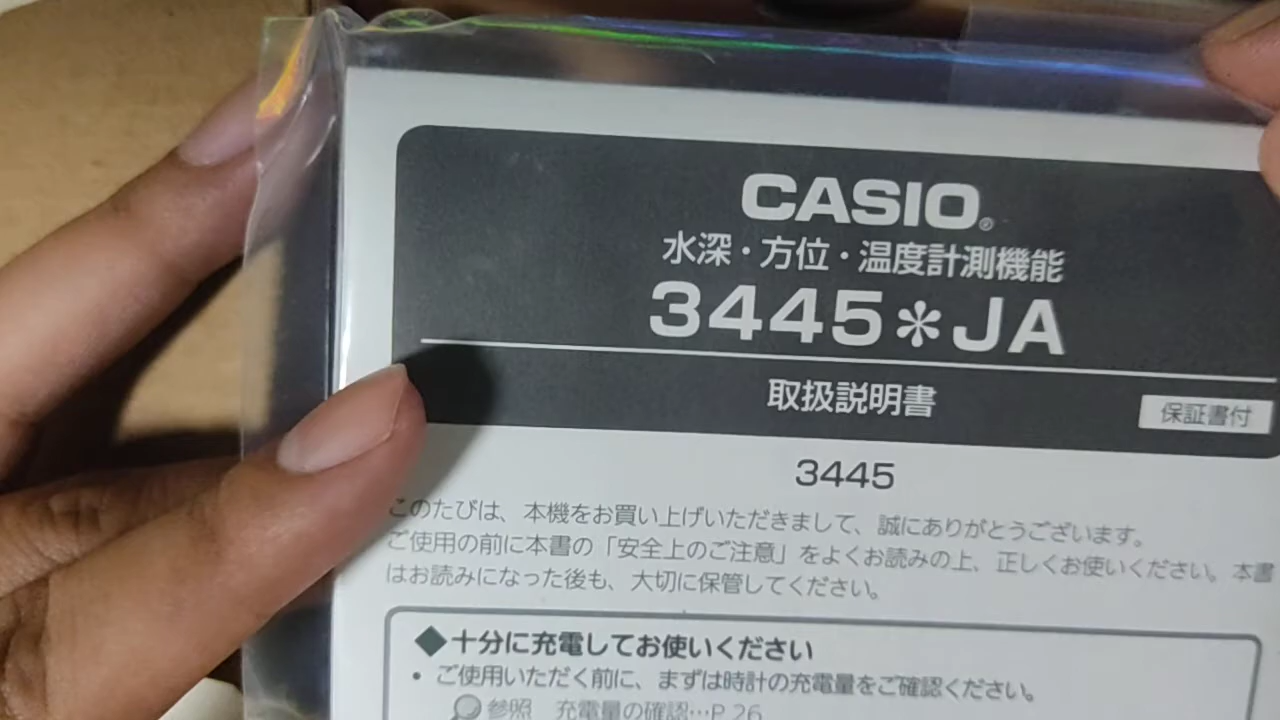 CASIO®
水深・方位・温度計測機能
3445＊JA
取扱説明書
保証書付
3445
このたびは、本機をお買い上げいただきまして、誠にありがとうございます。
ご使用の前に本書の「安全上のご注意」をよくお読みの上、正しくお使いください。本書
はお読みになった後も、大切に保管してください。
◆十分に充電してお使いください
• ご使用いただく前に、まずは時計の充電量をご確認ください。
参照 充電量の確認…P.26